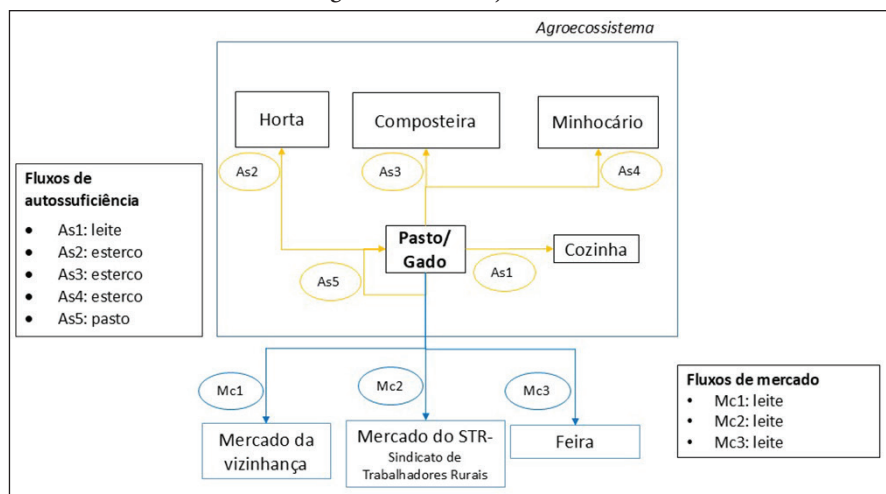 Agroecossistema
Horta
Composteira
Minhocário
As2
As3
As4
Fluxos de
autossuficiência
• As1: leite
• As2: esterco
• As3: esterco
• As4: esterco
• As5: pasto
Pasto/
Gado
Cozinha
As1
As5
Mc1
Mc2
Mc3
Mercado da
vizinhança
Mercado do STR-
Sindicato de
Trabalhadores Rurais
Feira
Fluxos de mercado
• Mc1: leite
• Mc2: leite
• Mc3: leite